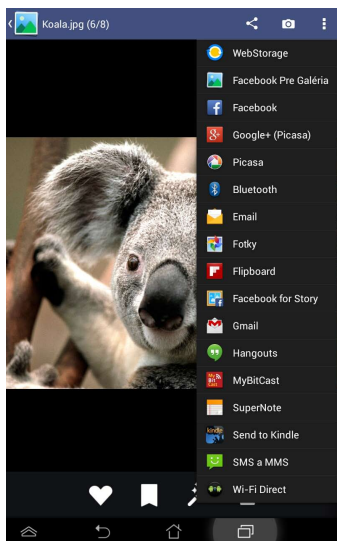 Koala.jpg (6/8)
WebStorage
Facebook Pre Galéria
Facebook
Google+ (Picasa)
Picasa
Bluetooth
Email
Fotky
Flipboard
Facebook for Story
Gmail
Hangouts
MyBitCast
SuperNote
Send to Kindle
SMS a MMS
Wi-Fi Direct